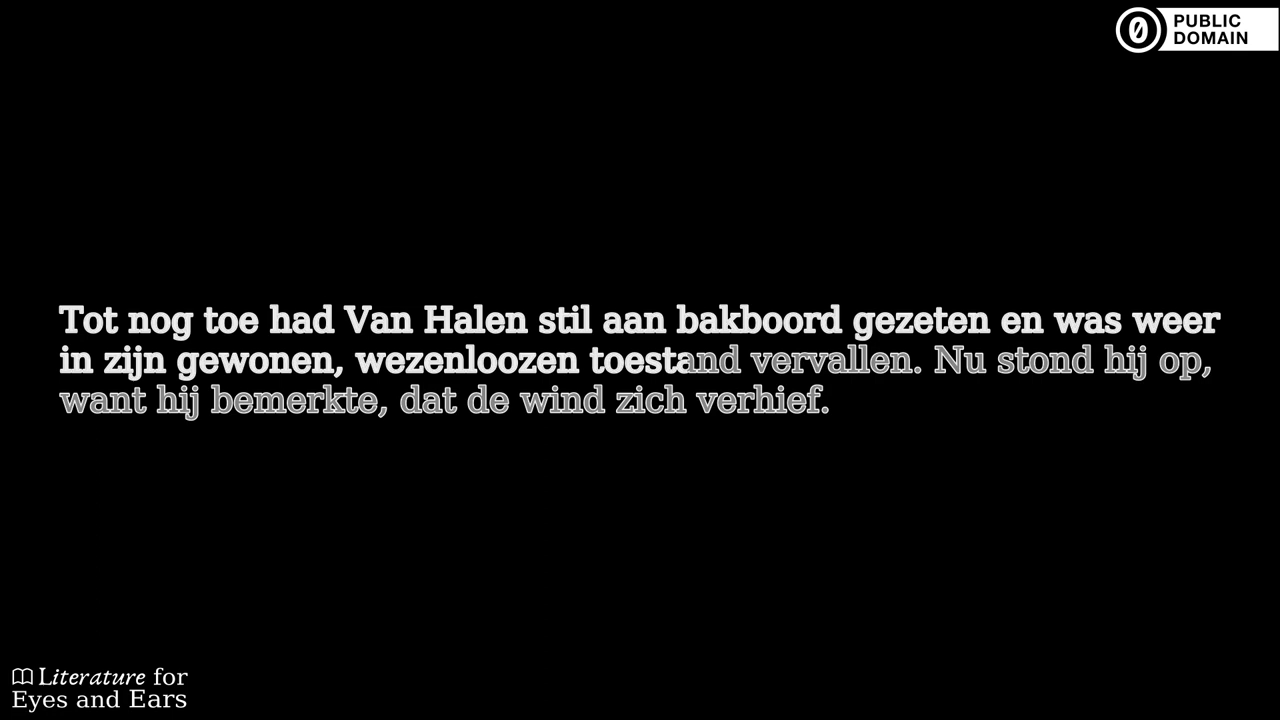 PUBLIC
DOMAIN
Tot nog toe had Van Halen stil aan bakboord gezeten en was weer
in zijn gewonen, wezenloozen toestand vervallen. Nu stond hij op,
want hij bemerkte, dat de wind zich verhief.
Literature for
Eyes and Ears